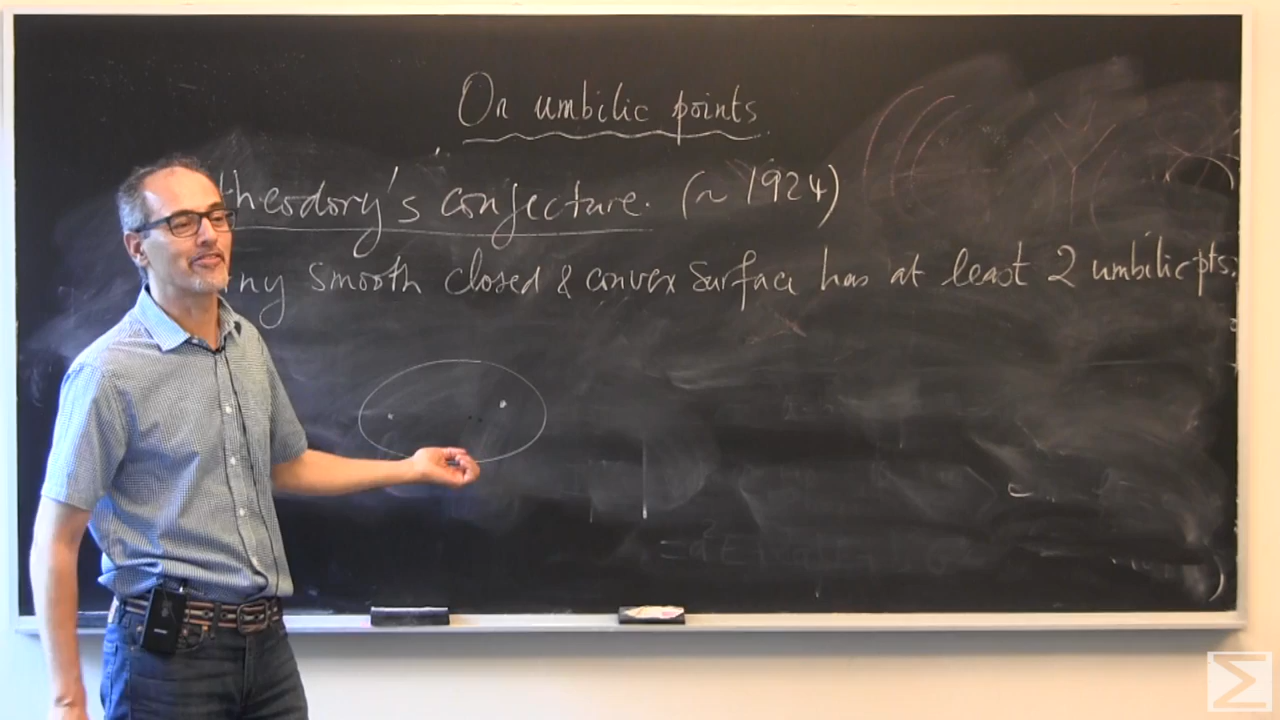 On umbilic points
theodory's conjecture. (~ 1924)
ny smooth closed & convex surface has at least 2 umbilic pts.
Σ